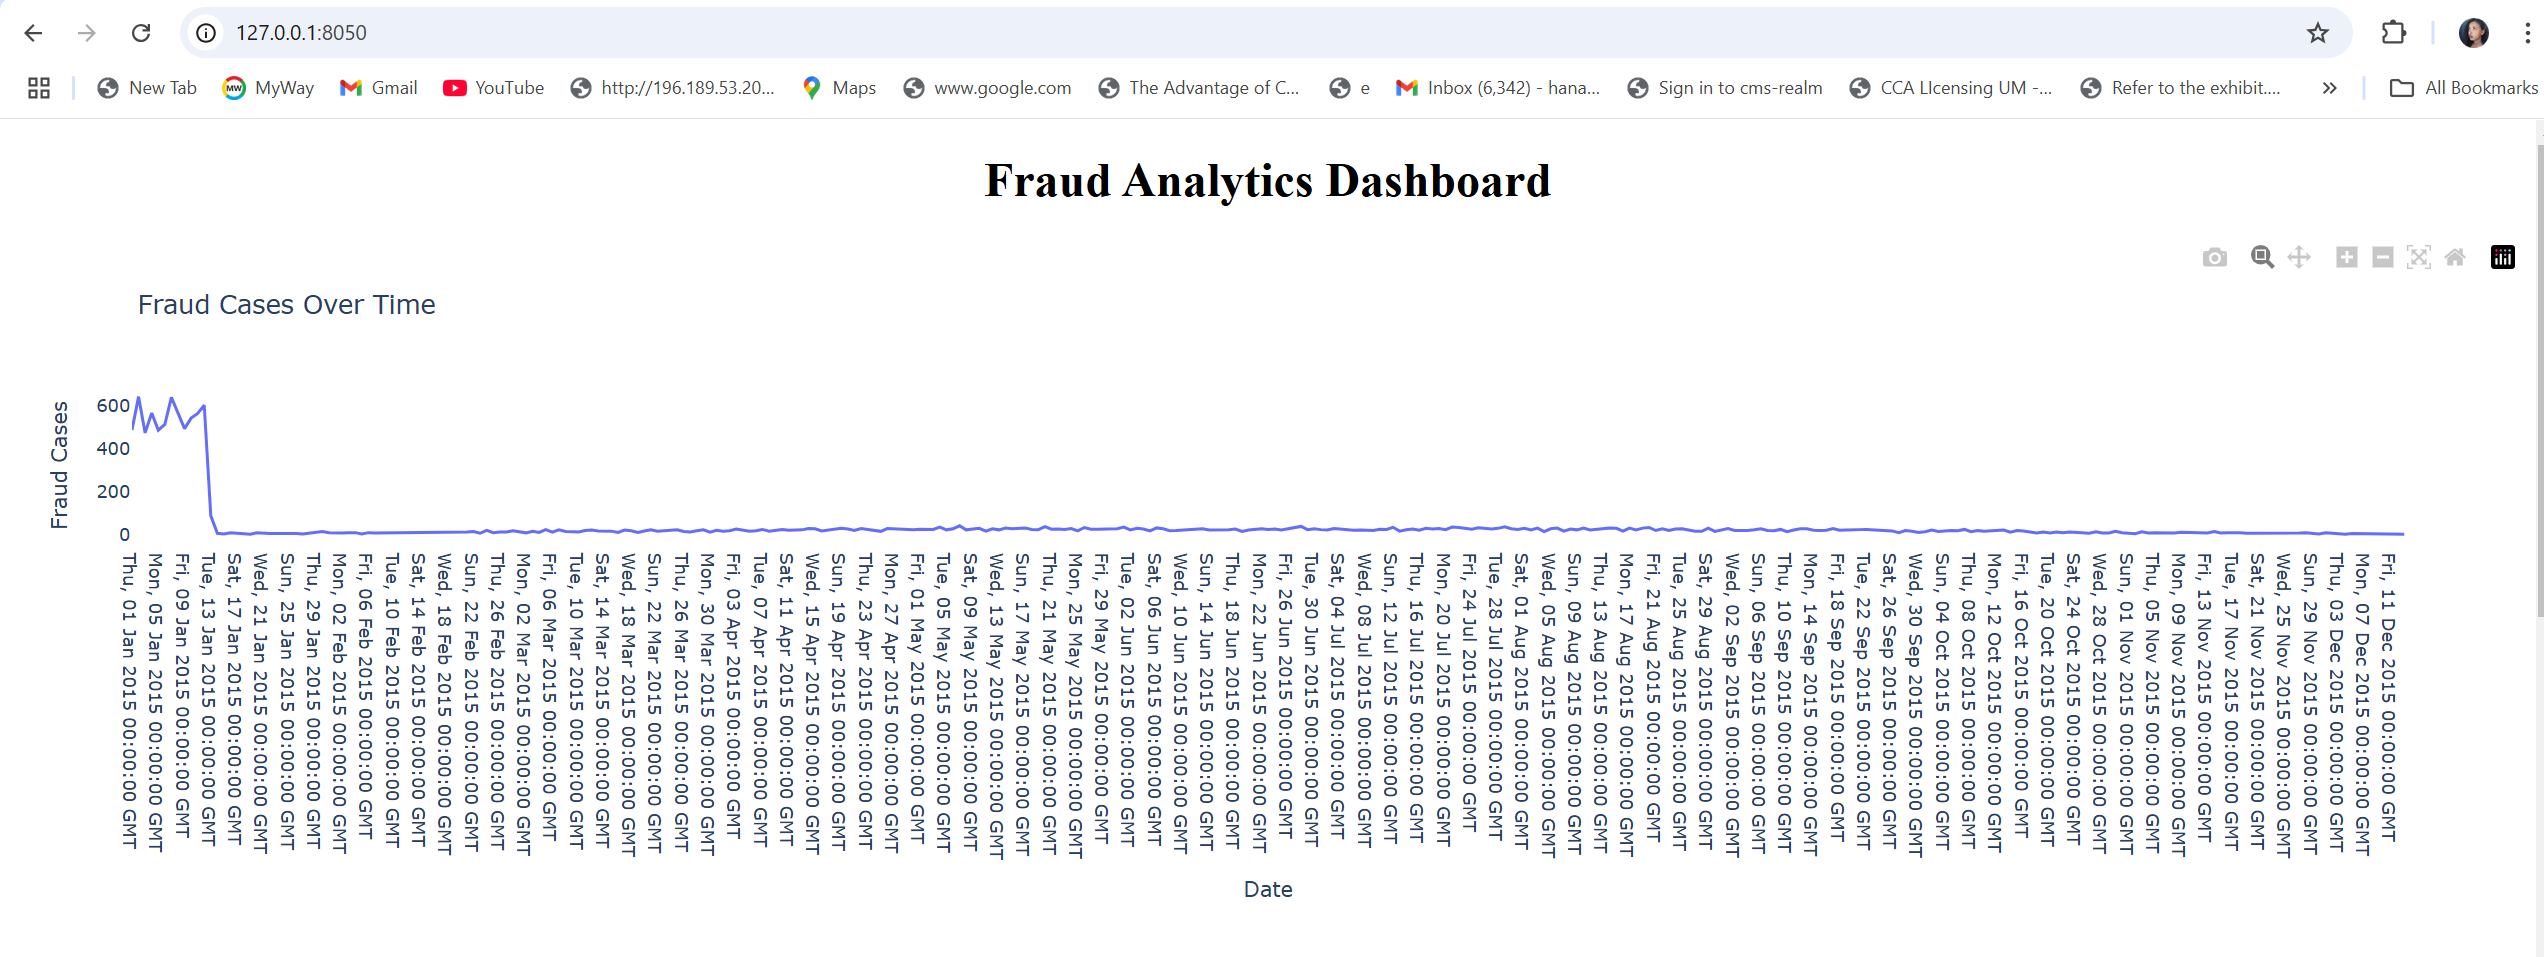 127.0.0.1:8050
New Tab MyWay Gmail YouTube http://196.189.53.20... Maps www.google.com The Advantage of C... e Inbox (6,342) - hana... Sign in to cms-realm CCA LIcensing UM -... Refer to the exhibit.... All Bookmarks
Fraud Analytics Dashboard
Fraud Cases Over Time
Fraud Cases
600
400
200
0
Thu, 01 Jan 2015 00:00:00 GMT
Mon, 05 Jan 2015 00:00:00 GMT
Fri, 09 Jan 2015 00:00:00 GMT
Tue, 13 Jan 2015 00:00:00 GMT
Sat, 17 Jan 2015 00:00:00 GMT
Wed, 21 Jan 2015 00:00:00 GMT
Sun, 25 Jan 2015 00:00:00 GMT
Thu, 29 Jan 2015 00:00:00 GMT
Mon, 02 Feb 2015 00:00:00 GMT
Fri, 06 Feb 2015 00:00:00 GMT
Tue, 10 Feb 2015 00:00:00 GMT
Sat, 14 Feb 2015 00:00:00 GMT
Wed, 18 Feb 2015 00:00:00 GMT
Sun, 22 Feb 2015 00:00:00 GMT
Thu, 26 Feb 2015 00:00:00 GMT
Mon, 02 Mar 2015 00:00:00 GMT
Fri, 06 Mar 2015 00:00:00 GMT
Tue, 10 Mar 2015 00:00:00 GMT
Sat, 14 Mar 2015 00:00:00 GMT
Wed, 18 Mar 2015 00:00:00 GMT
Sun, 22 Mar 2015 00:00:00 GMT
Thu, 26 Mar 2015 00:00:00 GMT
Mon, 30 Mar 2015 00:00:00 GMT
Fri, 03 Apr 2015 00:00:00 GMT
Tue, 07 Apr 2015 00:00:00 GMT
Sat, 11 Apr 2015 00:00:00 GMT
Wed, 15 Apr 2015 00:00:00 GMT
Sun, 19 Apr 2015 00:00:00 GMT
Thu, 23 Apr 2015 00:00:00 GMT
Mon, 27 Apr 2015 00:00:00 GMT
Fri, 01 May 2015 00:00:00 GMT
Tue, 05 May 2015 00:00:00 GMT
Sat, 09 May 2015 00:00:00 GMT
Wed, 13 May 2015 00:00:00 GMT
Sun, 17 May 2015 00:00:00 GMT
Thu, 21 May 2015 00:00:00 GMT
Mon, 25 May 2015 00:00:00 GMT
Fri, 29 May 2015 00:00:00 GMT
Tue, 02 Jun 2015 00:00:00 GMT
Sat, 06 Jun 2015 00:00:00 GMT
Wed, 10 Jun 2015 00:00:00 GMT
Sun, 14 Jun 2015 00:00:00 GMT
Thu, 18 Jun 2015 00:00:00 GMT
Mon, 22 Jun 2015 00:00:00 GMT
Fri, 26 Jun 2015 00:00:00 GMT
Tue, 30 Jun 2015 00:00:00 GMT
Sat, 04 Jul 2015 00:00:00 GMT
Wed, 08 Jul 2015 00:00:00 GMT
Sun, 12 Jul 2015 00:00:00 GMT
Thu, 16 Jul 2015 00:00:00 GMT
Mon, 20 Jul 2015 00:00:00 GMT
Fri, 24 Jul 2015 00:00:00 GMT
Tue, 28 Jul 2015 00:00:00 GMT
Sat, 01 Aug 2015 00:00:00 GMT
Wed, 05 Aug 2015 00:00:00 GMT
Sun, 09 Aug 2015 00:00:00 GMT
Thu, 13 Aug 2015 00:00:00 GMT
Mon, 17 Aug 2015 00:00:00 GMT
Fri, 21 Aug 2015 00:00:00 GMT
Tue, 25 Aug 2015 00:00:00 GMT
Sat, 29 Aug 2015 00:00:00 GMT
Wed, 02 Sep 2015 00:00:00 GMT
Sun, 06 Sep 2015 00:00:00 GMT
Thu, 10 Sep 2015 00:00:00 GMT
Mon, 14 Sep 2015 00:00:00 GMT
Fri, 18 Sep 2015 00:00:00 GMT
Tue, 22 Sep 2015 00:00:00 GMT
Sat, 26 Sep 2015 00:00:00 GMT
Wed, 30 Sep 2015 00:00:00 GMT
Sun, 04 Oct 2015 00:00:00 GMT
Thu, 08 Oct 2015 00:00:00 GMT
Mon, 12 Oct 2015 00:00:00 GMT
Fri, 16 Oct 2015 00:00:00 GMT
Tue, 20 Oct 2015 00:00:00 GMT
Sat, 24 Oct 2015 00:00:00 GMT
Wed, 28 Oct 2015 00:00:00 GMT
Sun, 01 Nov 2015 00:00:00 GMT
Thu, 05 Nov 2015 00:00:00 GMT
Mon, 09 Nov 2015 00:00:00 GMT
Fri, 13 Nov 2015 00:00:00 GMT
Tue, 17 Nov 2015 00:00:00 GMT
Sat, 21 Nov 2015 00:00:00 GMT
Wed, 25 Nov 2015 00:00:00 GMT
Sun, 29 Nov 2015 00:00:00 GMT
Thu, 03 Dec 2015 00:00:00 GMT
Mon, 07 Dec 2015 00:00:00 GMT
Fri, 11 Dec 2015 00:00:00 GMT
Date